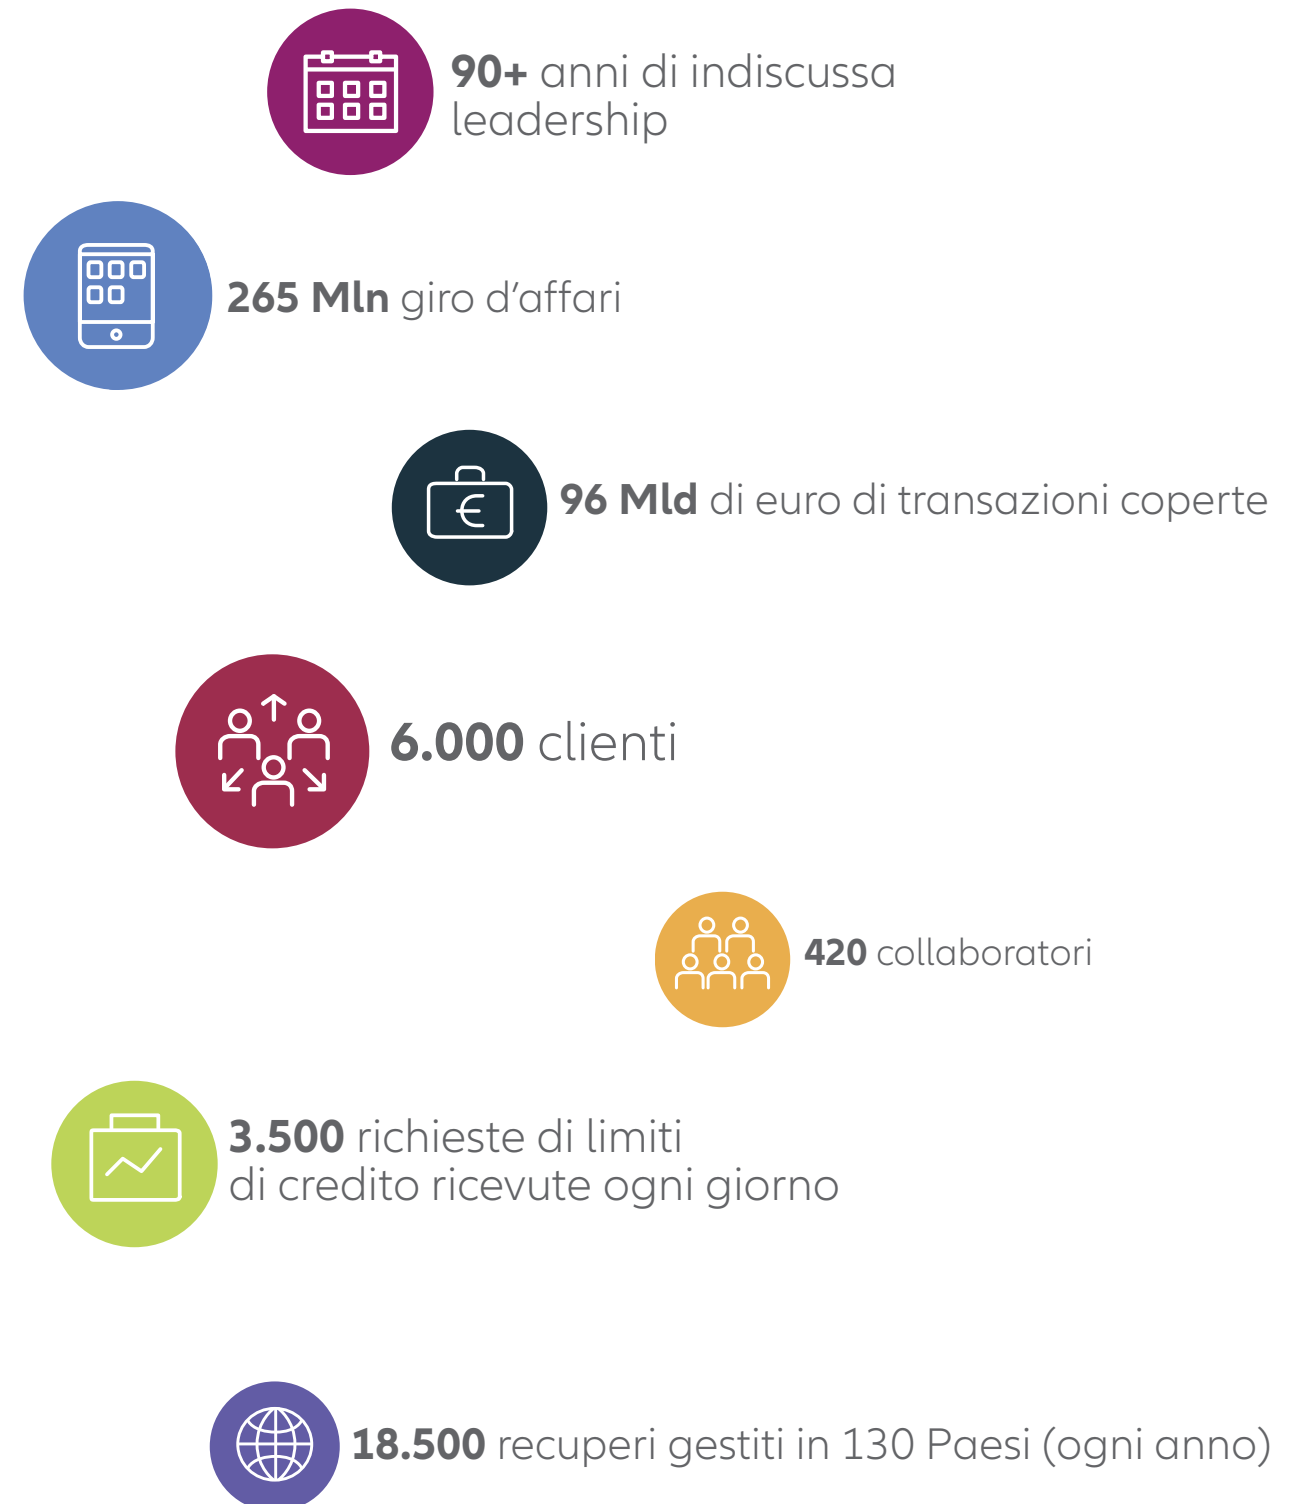 90+ anni di indiscussa
leadership
265 Mln giro d’affari
96 Mld di euro di transazioni coperte
6.000 clienti
420 collaboratori
3.500 richieste di limiti
di credito ricevute ogni giorno
18.500 recuperi gestiti in 130 Paesi (ogni anno)